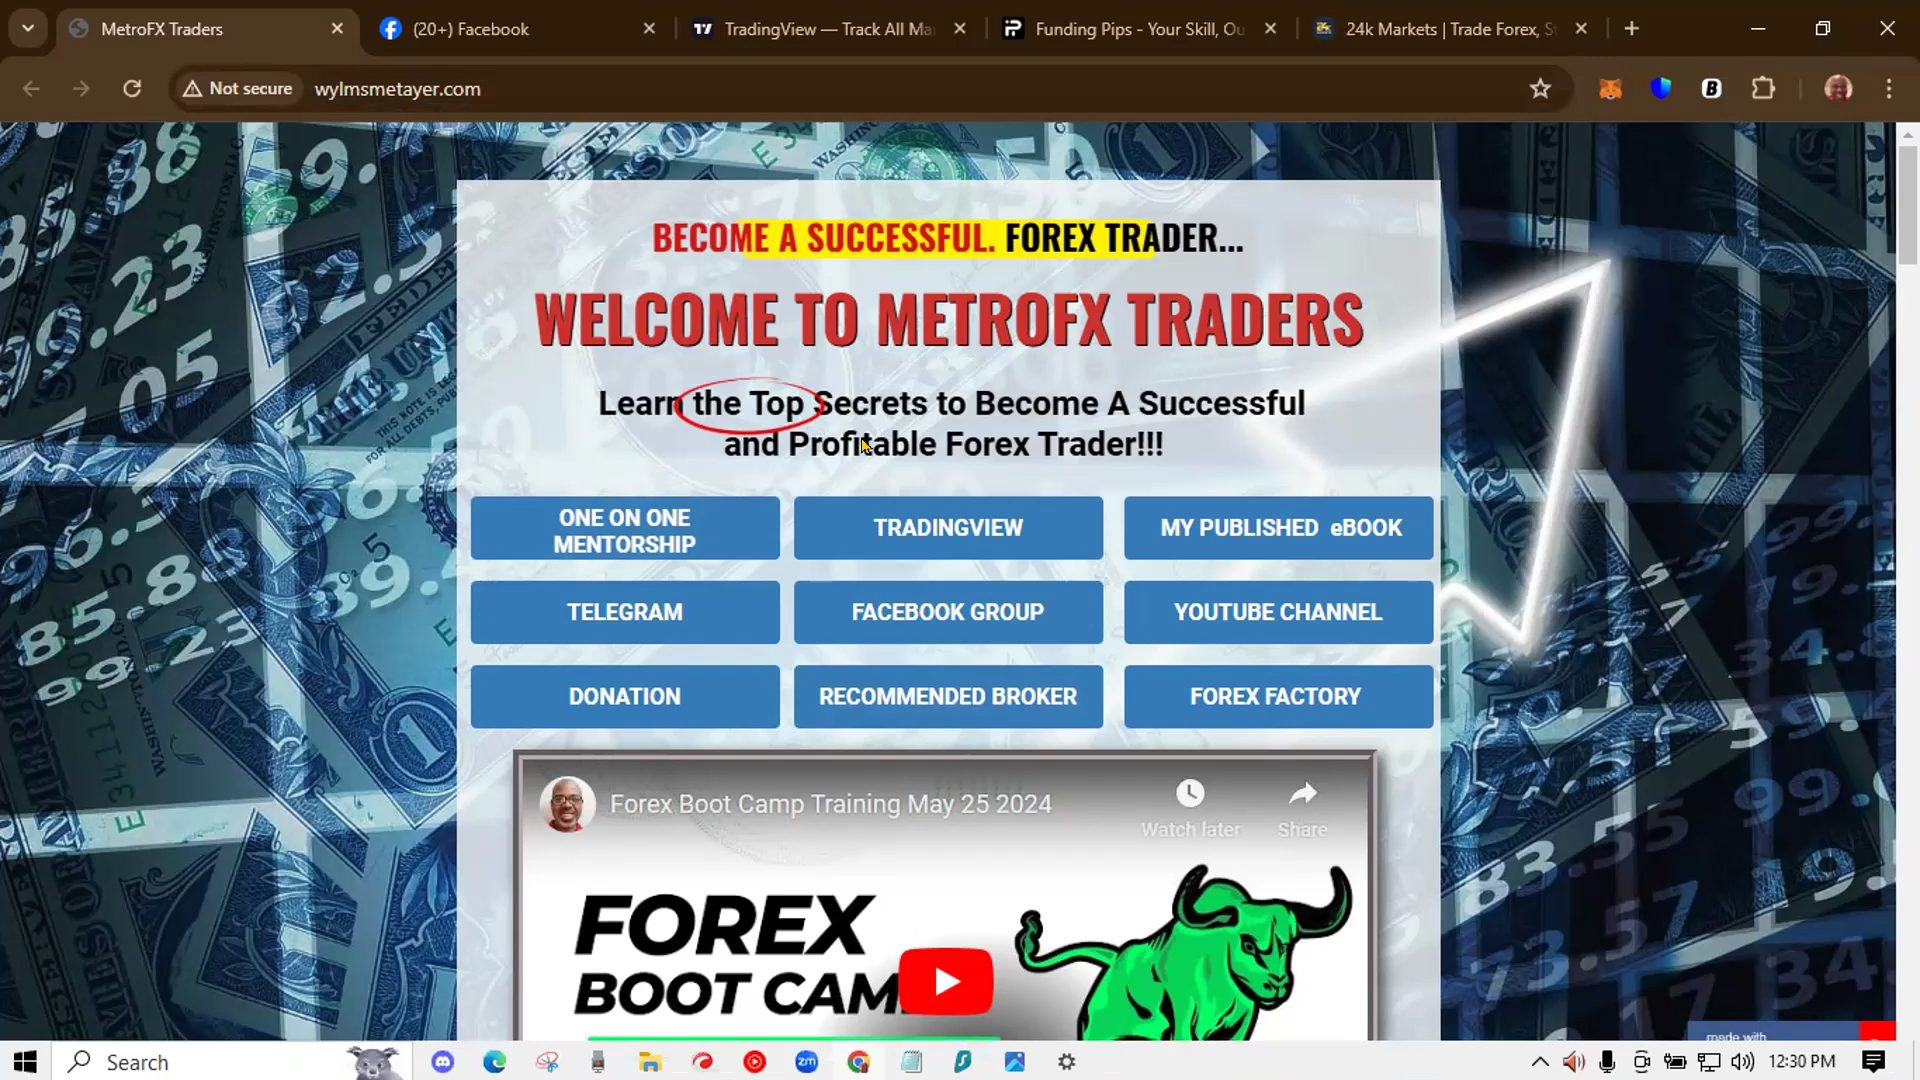 MetroFX Traders
(20+) Facebook
TradingView — Track All Ma
Funding Pips - Your Skill, Ou
24k Markets | Trade Forex, S
Not secure
wylmsmetayer.com
BECOME A SUCCESSFUL. FOREX TRADER...
WELCOME TO METROFX TRADERS
Learn the Top Secrets to Become A Successful
and Profitable Forex Trader!!!
ONE ON ONE
MENTORSHIP
TRADINGVIEW
MY PUBLISHED eBOOK
TELEGRAM
FACEBOOK GROUP
YOUTUBE CHANNEL
DONATION
RECOMMENDED BROKER
FOREX FACTORY
Forex Boot Camp Training May 25 2024
Watch later
Share
FOREX
BOOT CAM
made with
Search
12:30 PM